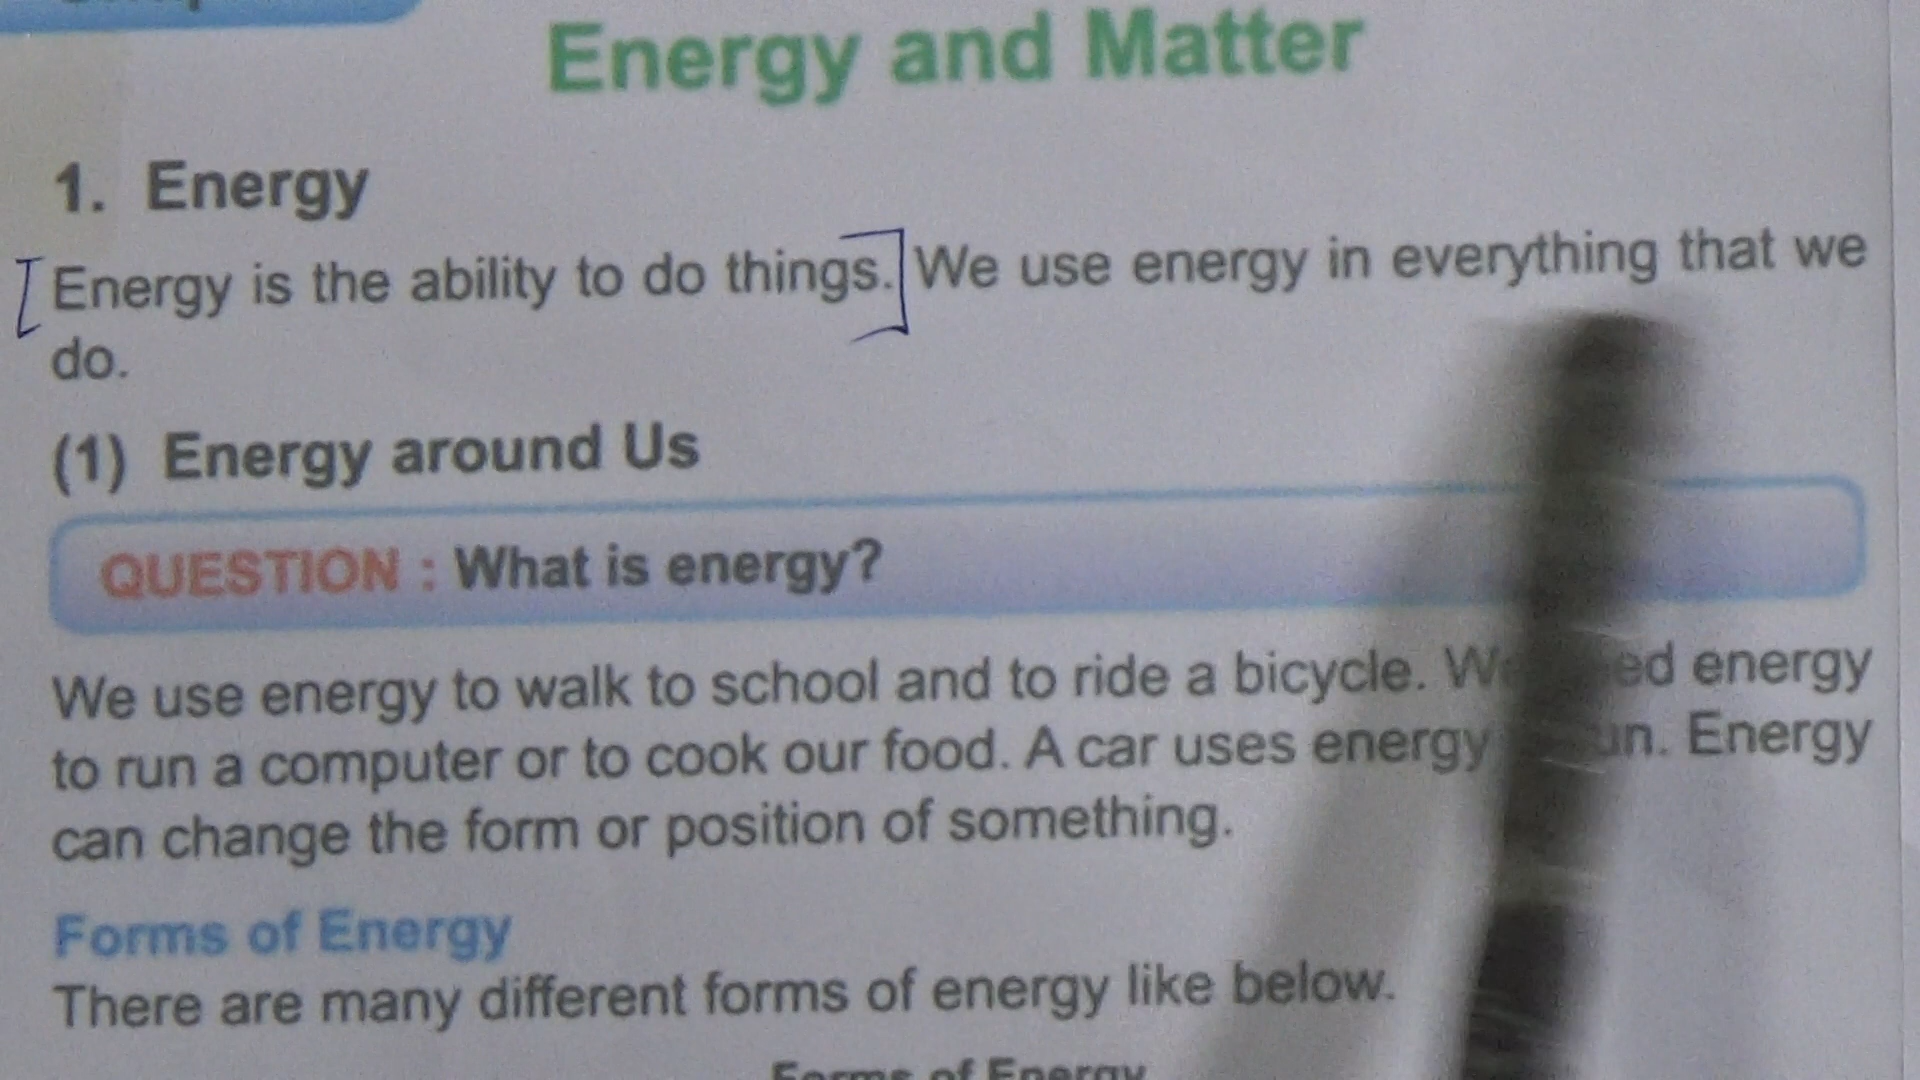 Energy and Matter
1. Energy
Energy is the ability to do things. We use energy in everything that we
do.
(1) Energy around Us
QUESTION : What is energy?
We use energy to walk to school and to ride a bicycle. energy
to run a computer or to cook our food. A car uses energy Energy
can change the form or position of something.
Forms of Energy
There are many different forms of energy like below.
Forms of Energy